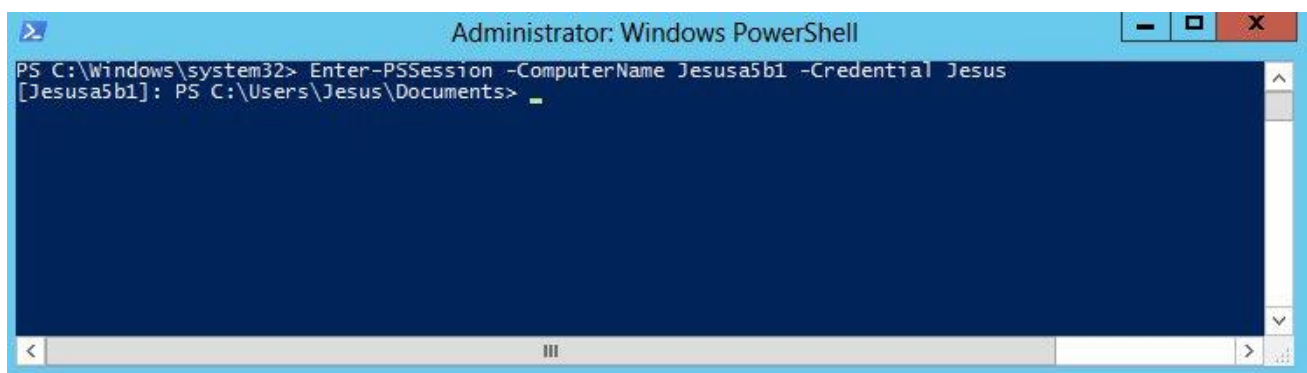 Administrator: Windows PowerShell
PS C:\Windows\system32> Enter-PSSession -ComputerName Jesusa5b1 -Credential Jesus
[Jesusa5b1]: PS C:\Users\Jesus\Documents>